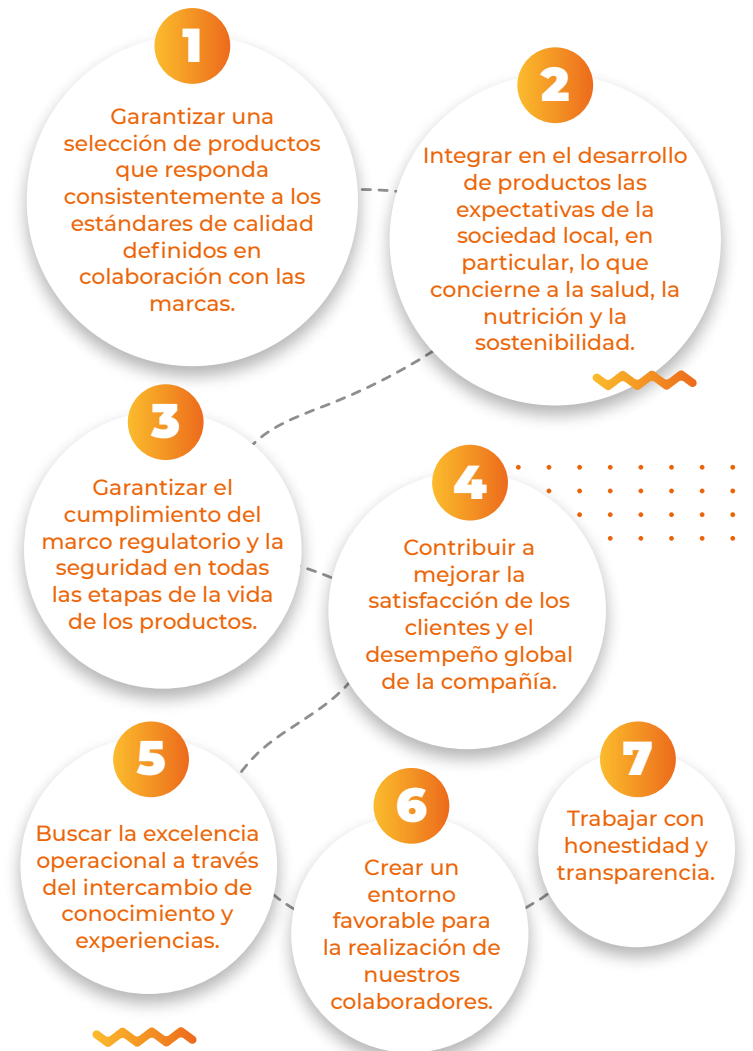 1
Garantizar una
selección de productos
que responda
consistentemente a los
estándares de calidad
definidos en
colaboración con las
marcas.
2
Integrar en el desarrollo
de productos las
expectativas de la
sociedad local, en
particular, lo que
concierne a la salud, la
nutrición y la
sostenibilidad.
3
Garantizar el
cumplimiento del
marco regulatorio y la
seguridad en todas
las etapas de la vida
de los productos.
4
Contribuir a
mejorar la
satisfacción de los
clientes y el
desempeño global
de la compañía.
5
Buscar la excelencia
operacional a través
del intercambio de
conocimiento y
experiencias.
6
Crear un
entorno
favorable para
la realización de
nuestros
colaboradores.
7
Trabajar con
honestidad y
transparencia.